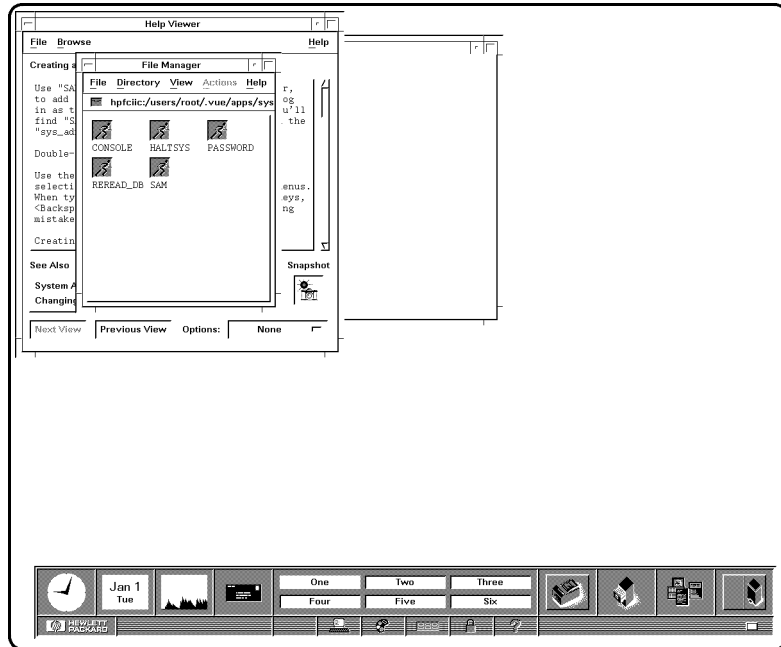 Help Viewer
File Browse Help
Creating a
Use "SA
to add
in as t
find "S
"sys_ad
Double-
Use the
selecti
When ty
<Backsp
mistake
Creatin
r,
og
u'll
the
enus.
eys,
ng
See Also
System A
Changing
Snapshot
Next View Previous View Options: None
File Manager
File Directory View Actions Help
hpfciic:/users/root/.vue/apps/sys
CONSOLE HALTSYS PASSWORD
REREAD_DB SAM
Jan 1
Tue
One Two Three
Four Five Six
hp HEWLETT
PACKARD